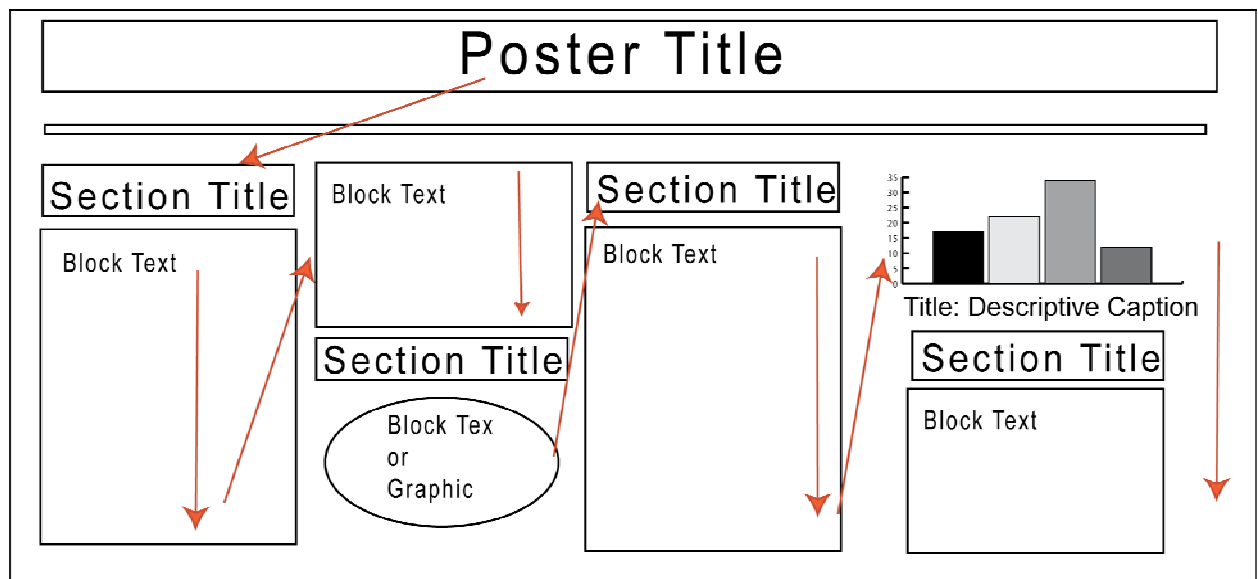 Poster Title
Section Title
Block Text
Block Text
Section Title
Block Tex
or
Graphic
Section Title
Block Text
35
30
25
20
15
10
5
0
Title: Descriptive Caption
Section Title
Block Text